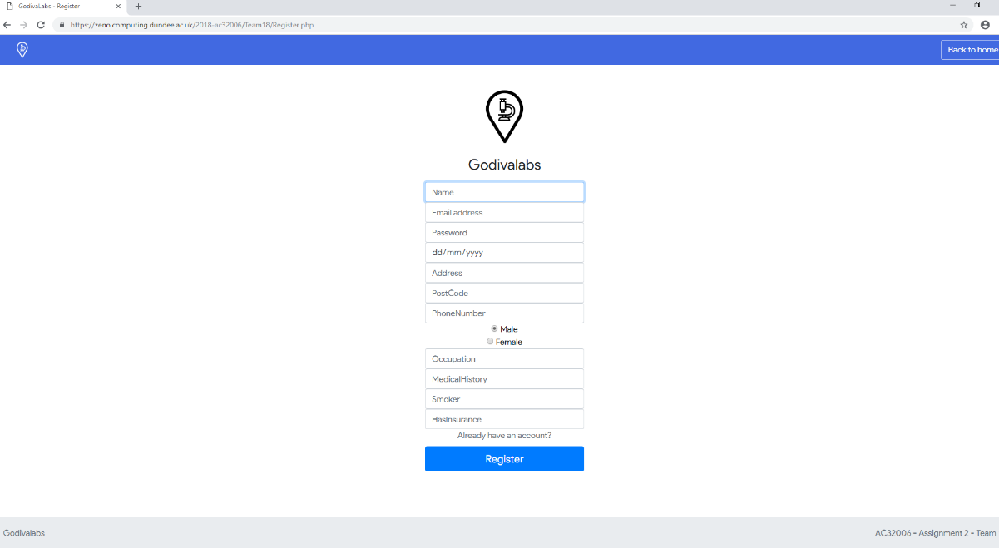 GodivaLabs - Register
https://zeno.computing.dundee.ac.uk/2018-ac32006/Team18/Register.php
Back to home
Godivalabs
Name
Email address
Password
dd/mm/yyyy
Address
PostCode
PhoneNumber
Male
Female
Occupation
MedicalHistory
Smoker
HasInsurance
Already have an account?
Register
Godivalabs
AC32006 - Assignment 2 - Team